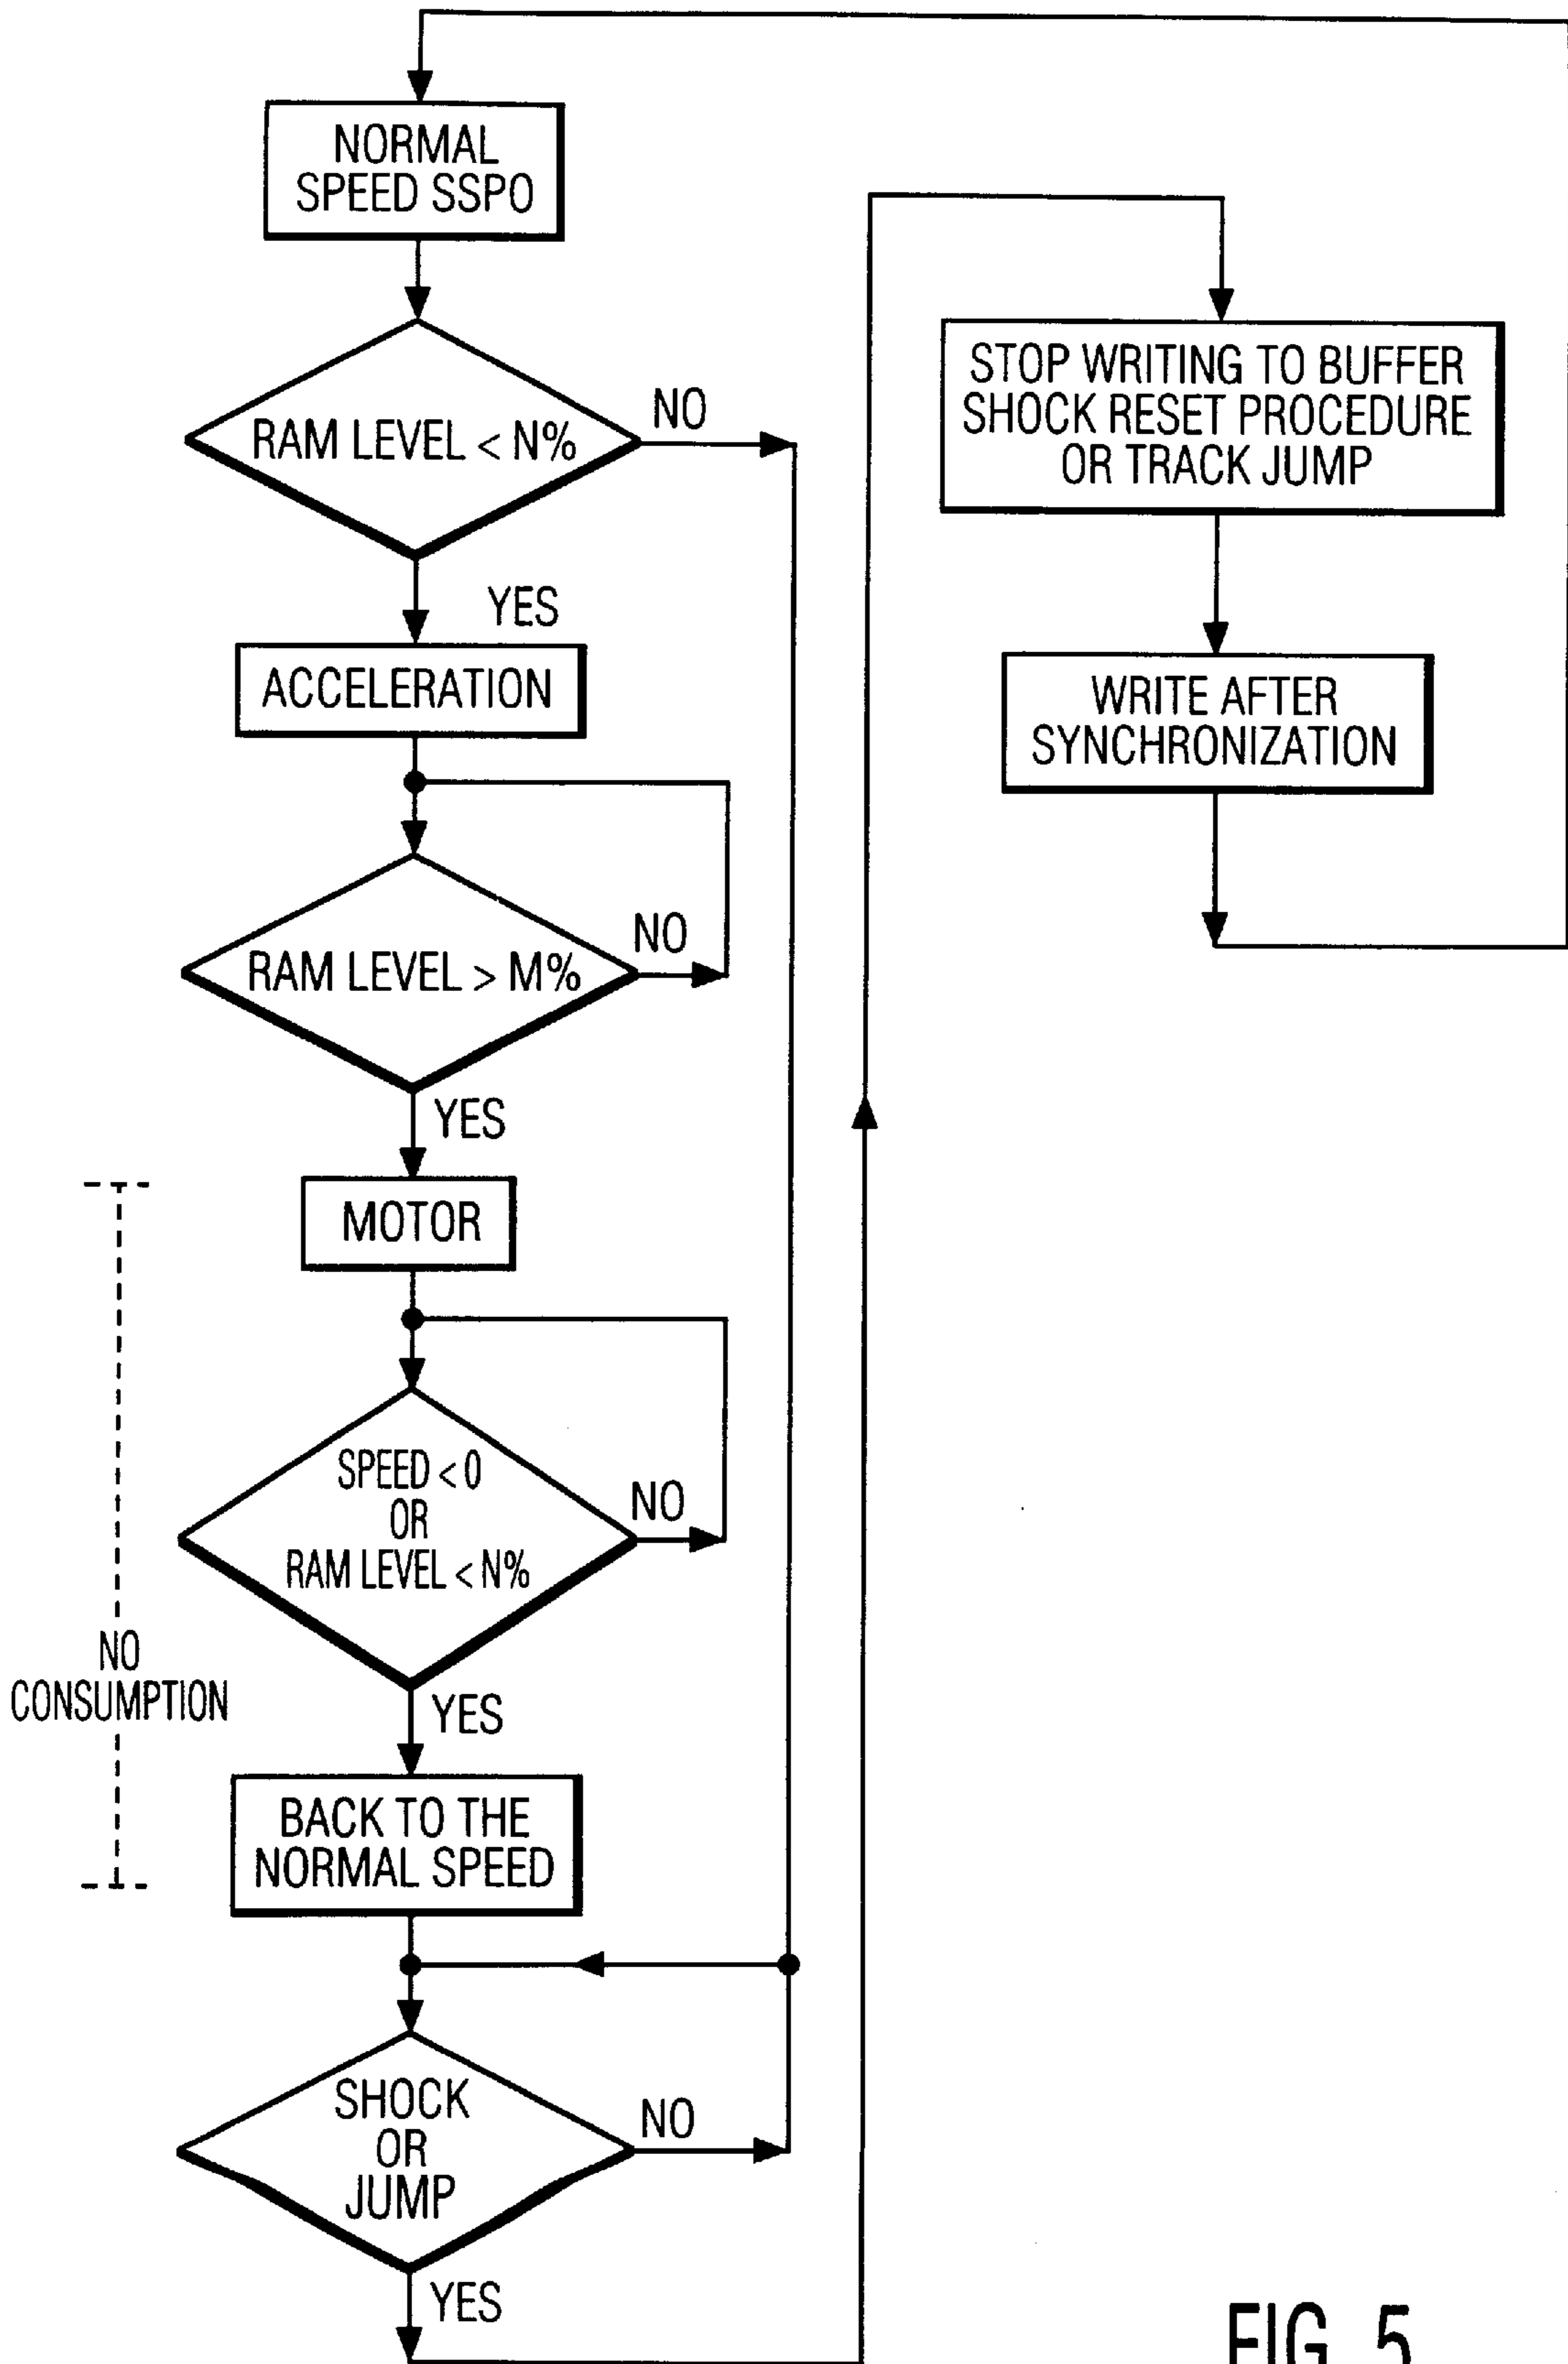 NORMAL
SPEED SSPO
RAM LEVEL < N%
NO
YES
ACCELERATION
RAM LEVEL > M%
NO
YES
MOTOR
SPEED < 0
OR
RAM LEVEL < N%
NO
YES
NO
CONSUMPTION
BACK TO THE
NORMAL SPEED
SHOCK
OR
JUMP
NO
YES
STOP WRITING TO BUFFER
SHOCK RESET PROCEDURE
OR TRACK JUMP
WRITE AFTER
SYNCHRONIZATION
FIG. 5